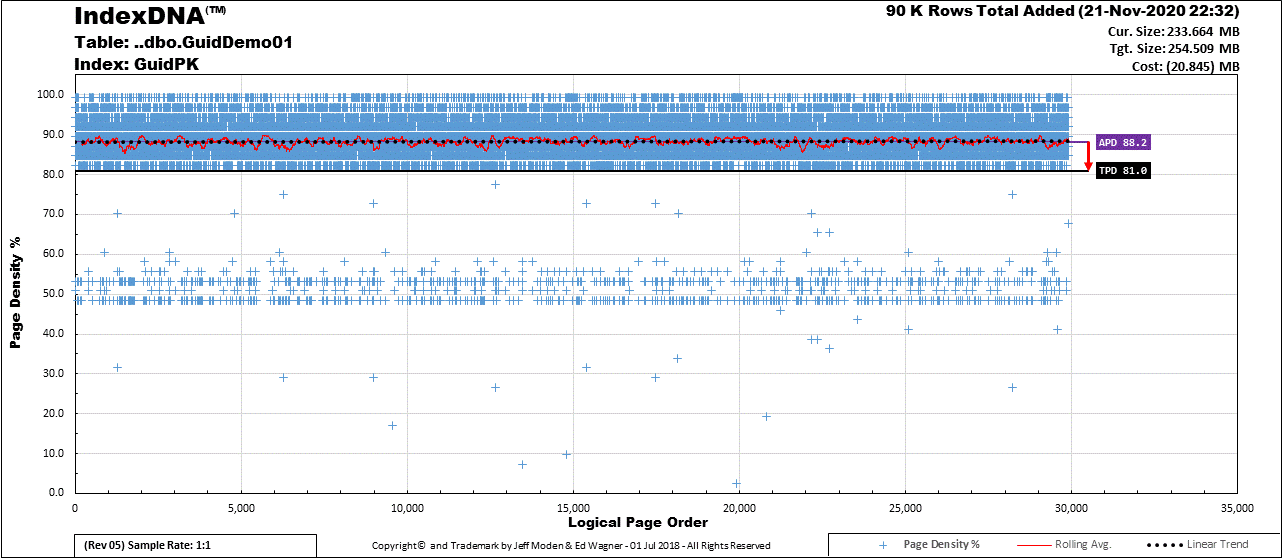 IndexDNA(™)
90 K Rows Total Added (21-Nov-2020 22:32)
Table: ..dbo.GuidDemo01
Index: GuidPK
Cur. Size: 233.664 MB
Tgt. Size: 254.509 MB
Cost: (20.845) MB
Page Density %
100.0
90.0
80.0
70.0
60.0
50.0
40.0
30.0
20.0
10.0
0.0
APD 88.2
TPD 81.0
0 5,000 10,000 15,000 20,000 25,000 30,000 35,000
Logical Page Order
(Rev 05) Sample Rate: 1:1
Copyright© and Trademark by Jeff Moden & Ed Wagner - 01 Jul 2018 - All Rights Reserved
Page Density % Rolling Avg. Linear Trend